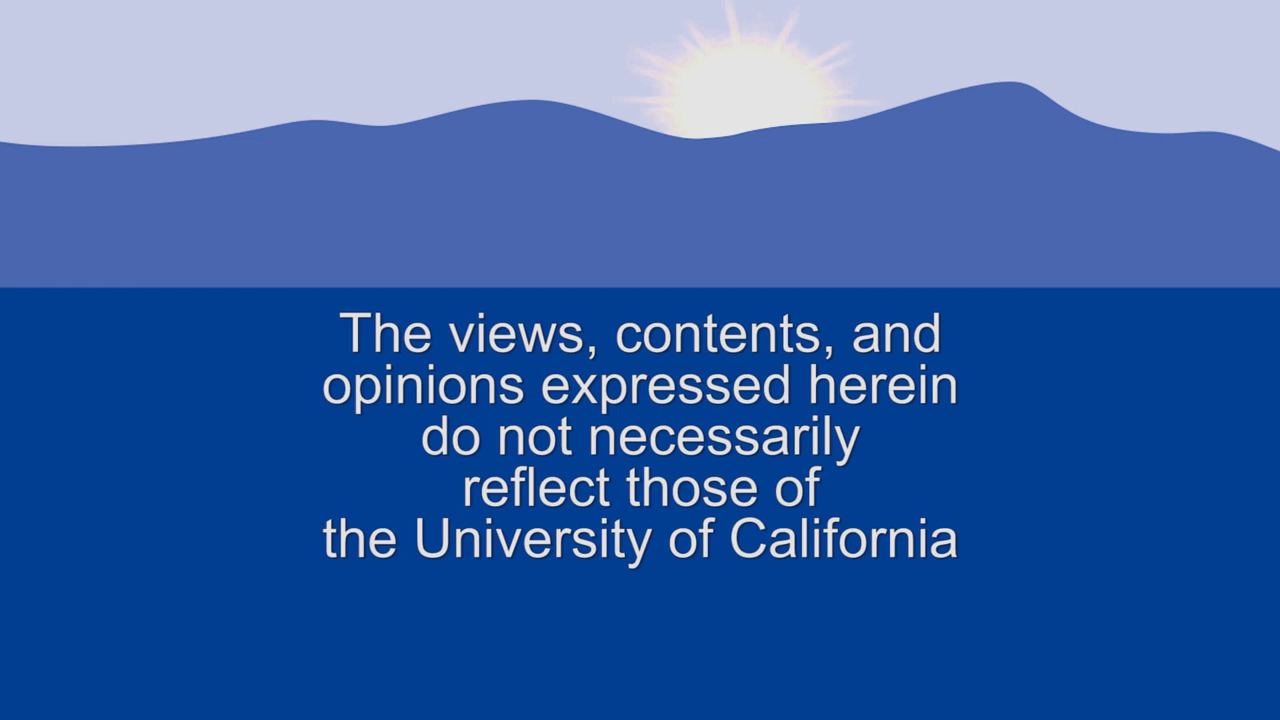 The views, contents, and
opinions expressed herein
do not necessarily
reflect those of
the University of California